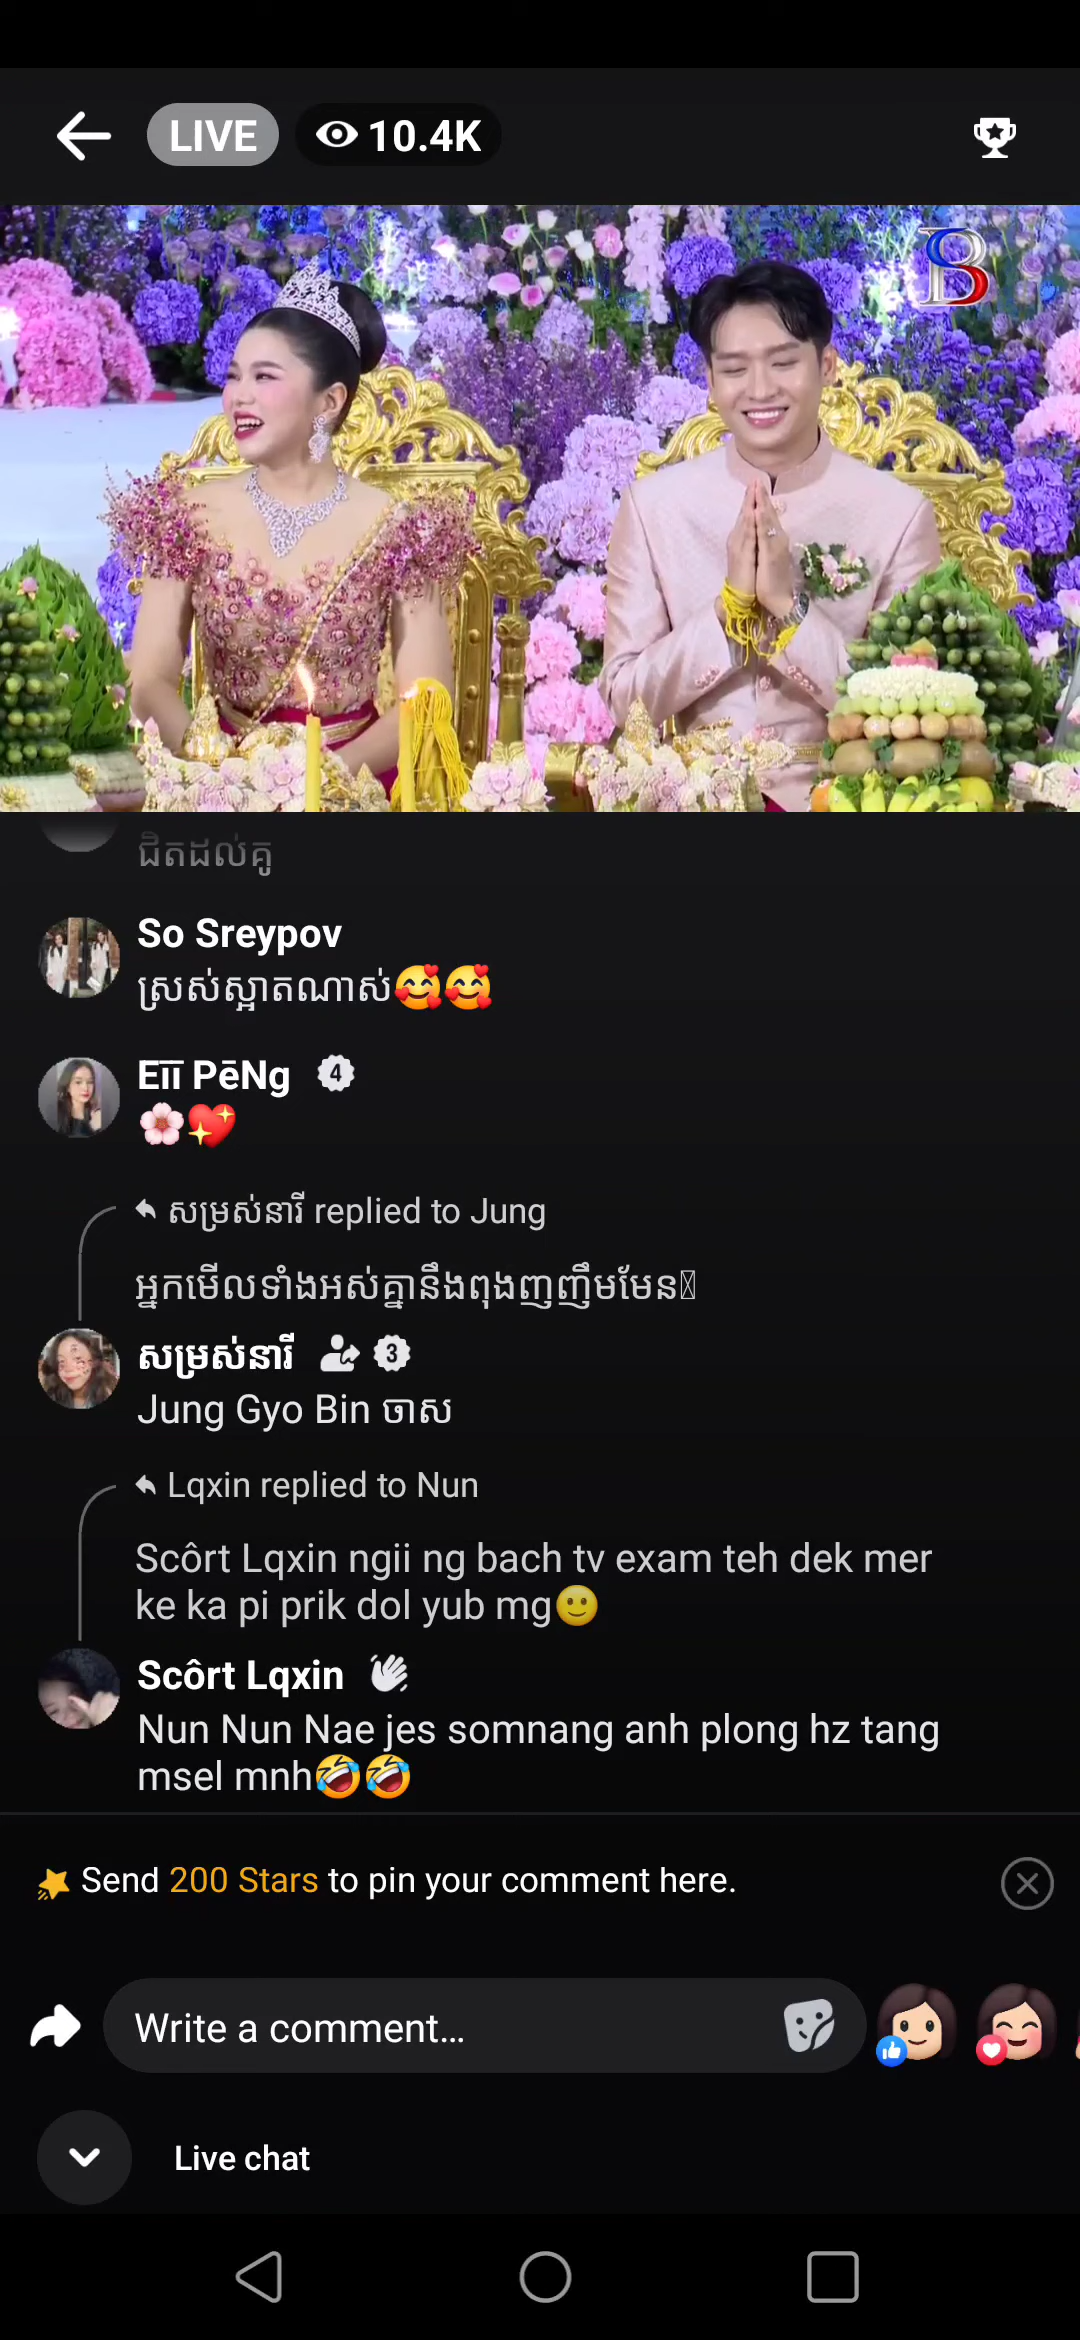 LIVE
10.4K
BS
ជិតដល់គូ
So Sreypov
ស្រស់ស្អាតណាស់🥰🥰
Eīī PēNg 4
🌸💖
សម្រស់នារី replied to Jung
អ្នកមើលទាំងអស់គ្នានឹងពុងញញឹមមែន
សម្រស់នារី 3
Jung Gyo Bin ចាស
Lqxin replied to Nun
Scôrt Lqxin ngii ng bach tv exam teh dek mer
ke ka pi prik dol yub mg🙂
Scôrt Lqxin
Nun Nun Nae jes somnang anh plong hz tang
msel mnh🤣🤣
Send 200 Stars to pin your comment here.
Write a comment...
Live chat